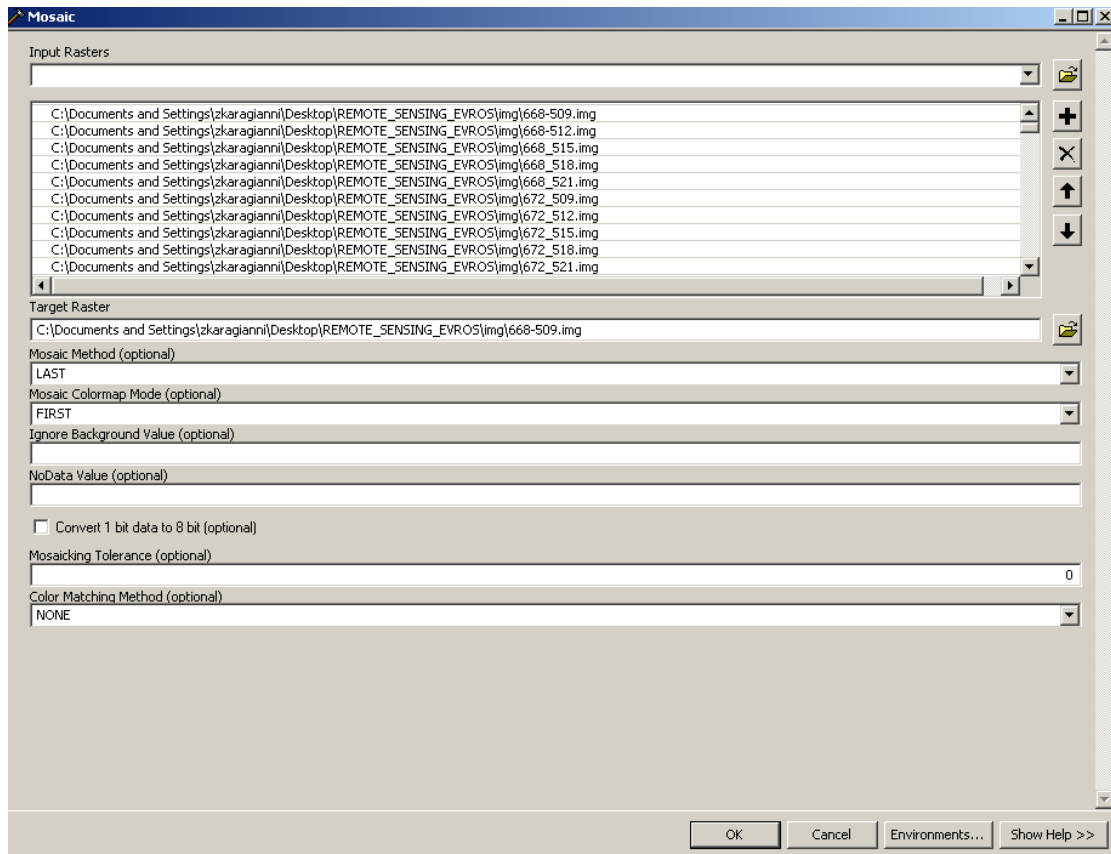 Mosaic
Input Rasters
C:\Documents and Settings\zkaragianni\Desktop\REMOTE_SENSING_EVROS\img\668-509.img
C:\Documents and Settings\zkaragianni\Desktop\REMOTE_SENSING_EVROS\img\668-512.img
C:\Documents and Settings\zkaragianni\Desktop\REMOTE_SENSING_EVROS\img\668_515.img
C:\Documents and Settings\zkaragianni\Desktop\REMOTE_SENSING_EVROS\img\668_518.img
C:\Documents and Settings\zkaragianni\Desktop\REMOTE_SENSING_EVROS\img\668_521.img
C:\Documents and Settings\zkaragianni\Desktop\REMOTE_SENSING_EVROS\img\672_509.img
C:\Documents and Settings\zkaragianni\Desktop\REMOTE_SENSING_EVROS\img\672_512.img
C:\Documents and Settings\zkaragianni\Desktop\REMOTE_SENSING_EVROS\img\672_515.img
C:\Documents and Settings\zkaragianni\Desktop\REMOTE_SENSING_EVROS\img\672_518.img
C:\Documents and Settings\zkaragianni\Desktop\REMOTE_SENSING_EVROS\img\672_521.img
Target Raster
C:\Documents and Settings\zkaragianni\Desktop\REMOTE_SENSING_EVROS\img\668-509.img
Mosaic Method (optional)
LAST
Mosaic Colormap Mode (optional)
FIRST
Ignore Background Value (optional)
NoData Value (optional)
Convert 1 bit data to 8 bit (optional)
Mosaicking Tolerance (optional)
0
Color Matching Method (optional)
NONE
OK Cancel Environments... Show Help >>